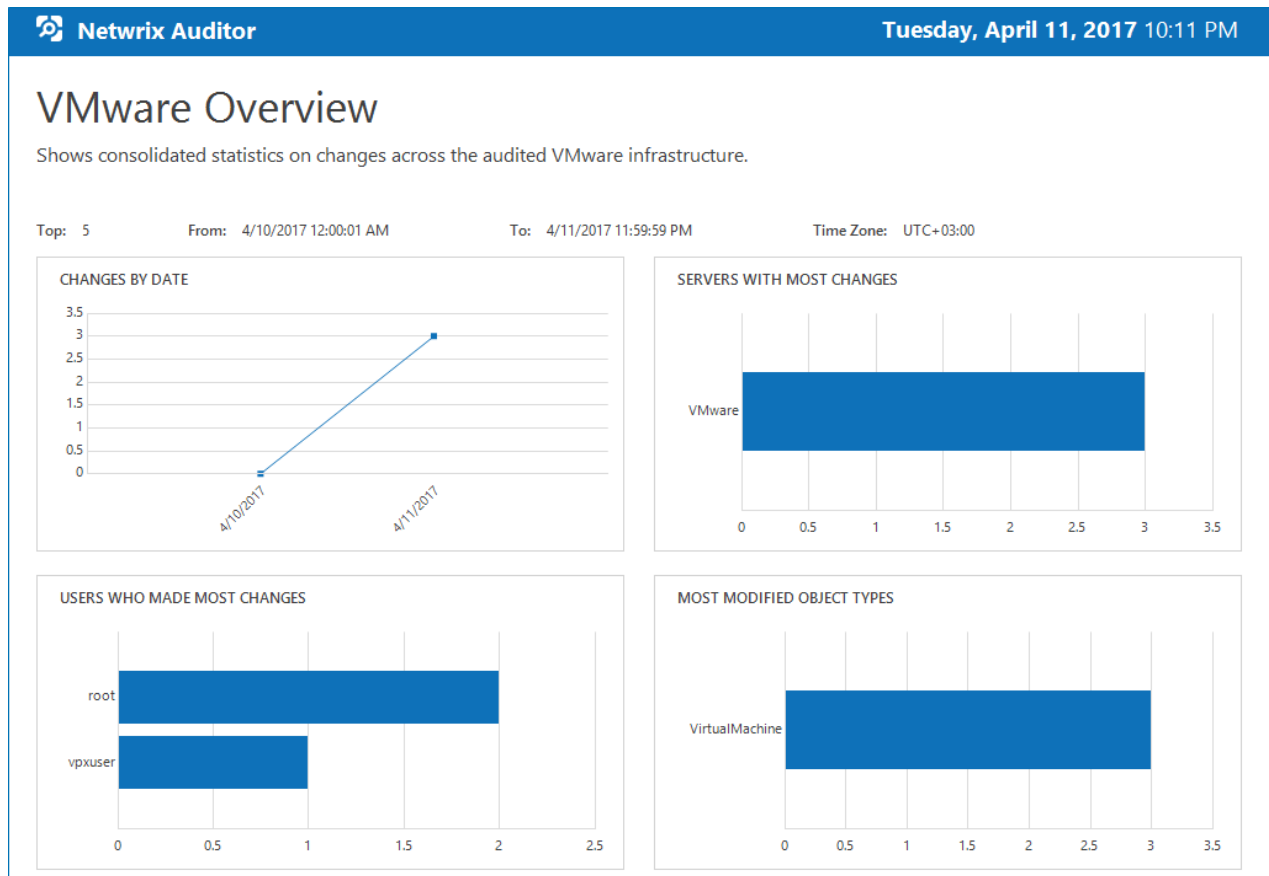 Netwrix Auditor
Tuesday, April 11, 2017 10:11 PM
VMware Overview
Shows consolidated statistics on changes across the audited VMware infrastructure.
Top: 5 From: 4/10/2017 12:00:01 AM To: 4/11/2017 11:59:59 PM Time Zone: UTC+03:00
CHANGES BY DATE
3.5
3
2.5
2
1.5
1
0.5
0
4/10/2017 4/11/2017
SERVERS WITH MOST CHANGES
VMware
0 0.5 1 1.5 2 2.5 3 3.5
USERS WHO MADE MOST CHANGES
root
vpxuser
0 0.5 1 1.5 2 2.5
MOST MODIFIED OBJECT TYPES
VirtualMachine
0 0.5 1 1.5 2 2.5 3 3.5